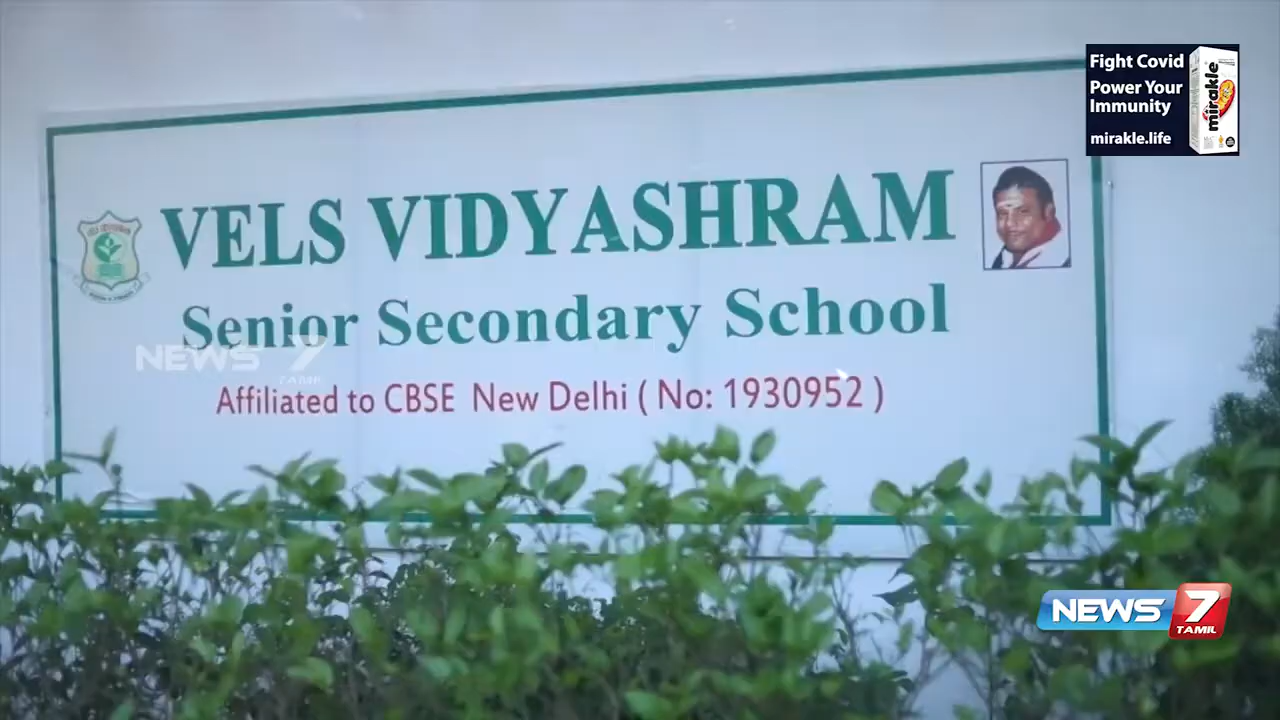 Fight Covid
Power Your
Immunity
mirakle.life
mirakle
VELS VIDYASHRAM
Senior Secondary School
NEWS 7
TAMIL
Affiliated to CBSE New Delhi ( No: 1930952 )
NEWS 7
TAMIL